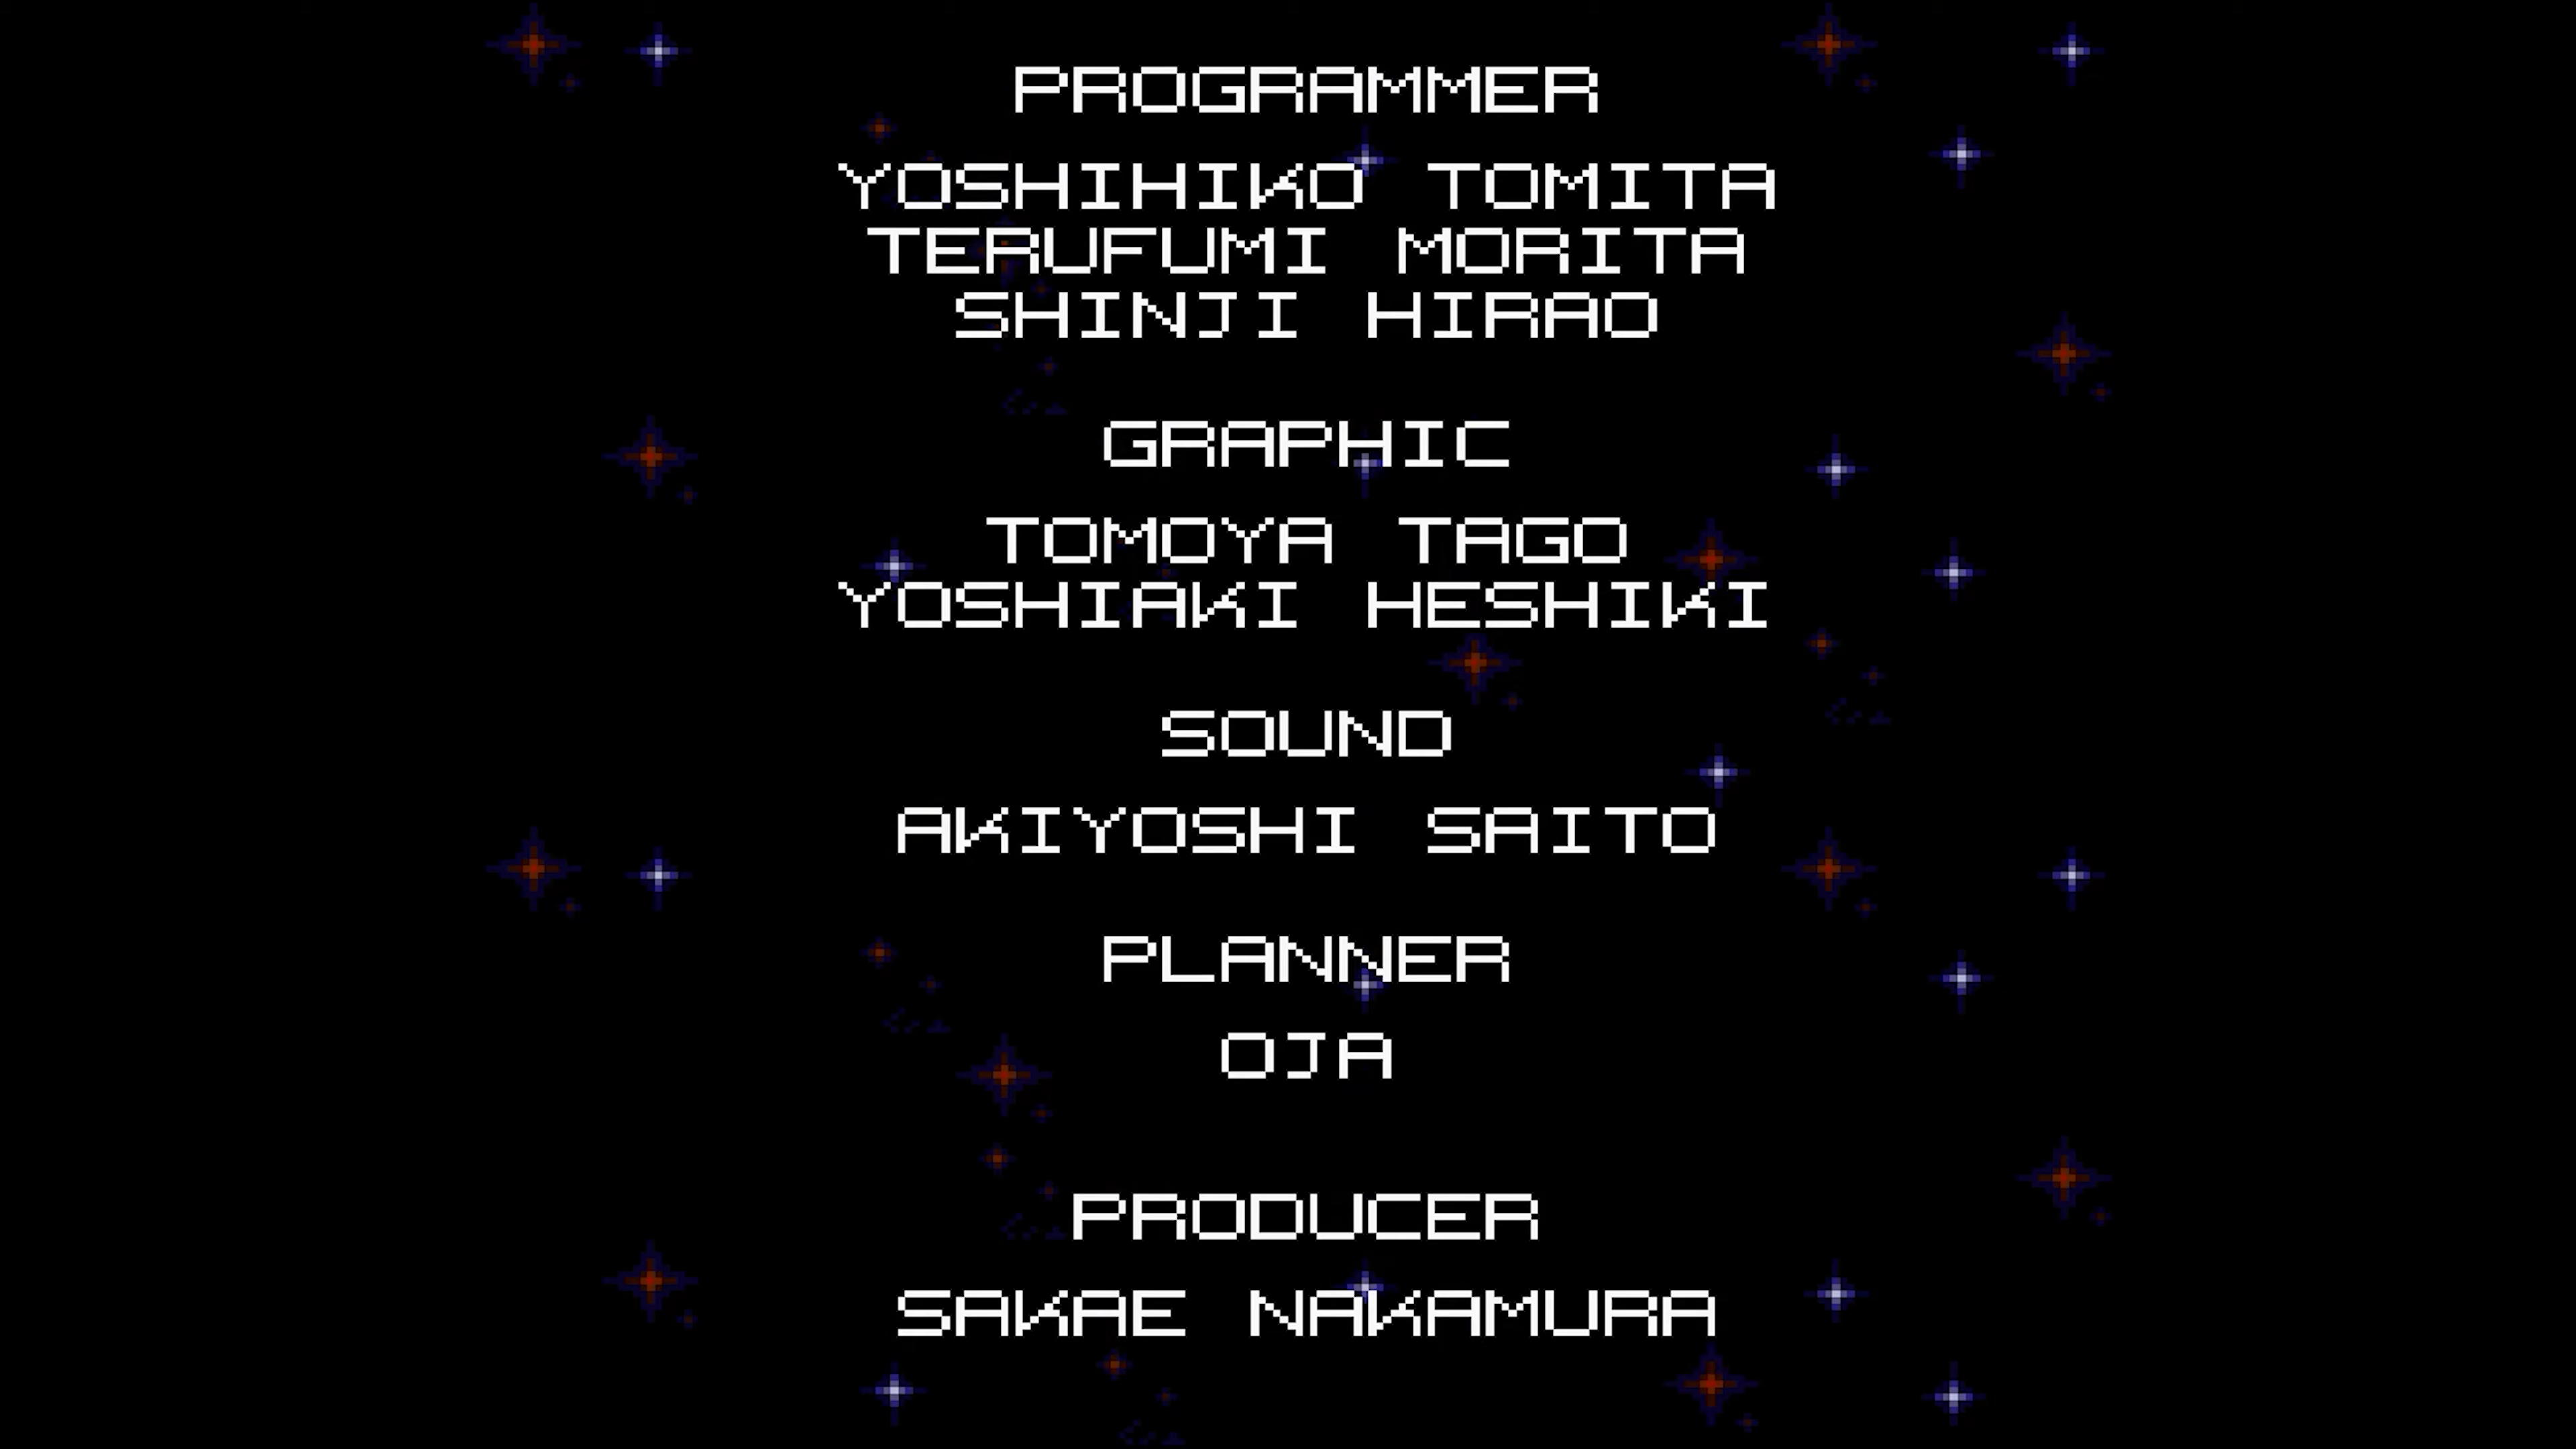 PROGRAMMER
YOSHIHIKO TOMITA
TERUFUMI MORITA
SHINJI HIRAO
GRAPHIC
TOMOYA TAGO
YOSHIAKI HESHIKI
SOUND
AKIYOSHI SAITO
PLANNER
OJA
PRODUCER
SAKAE NAKAMURA